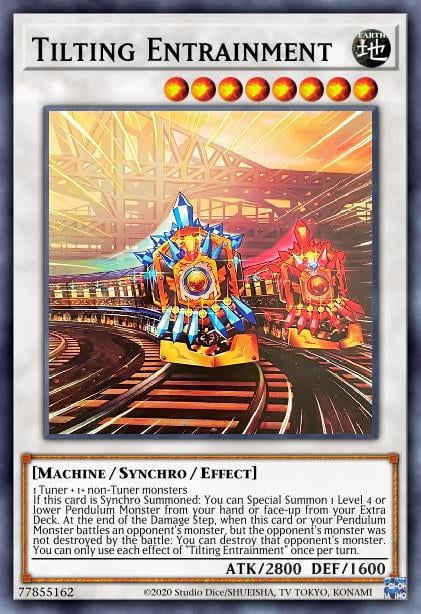 TILTING ENTRAINMENT
EARTH
地
[MACHINE / SYNCHRO / EFFECT]
1 Tuner + 1+ non-Tuner monsters
If this card is Synchro Summoned: You can Special Summon 1 Level 4 or
lower Pendulum Monster from your hand or face-up from your Extra
Deck. At the end of the Damage Step, when this card or your Pendulum
Monster battles an opponent's monster, but the opponent's monster was
not destroyed by the battle: You can destroy that opponent's monster.
You can only use each effect of "Tilting Entrainment" once per turn.
ATK/2800 DEF/1600
77855162
©2020 Studio Dice/SHUEISHA, TV TOKYO, KONAMI